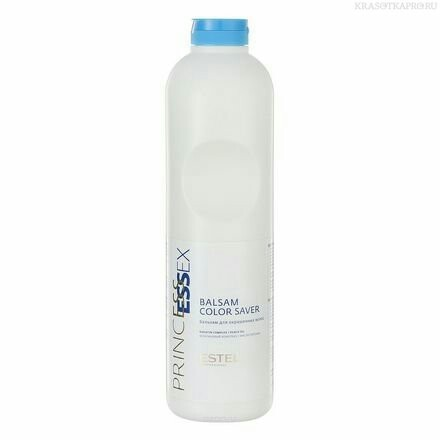 KRASOTKAPRO.RU
PRINCESS
ESSEX
BALSAM
COLOR SAVER
Бальзам для окрашенных волос
ESTEL